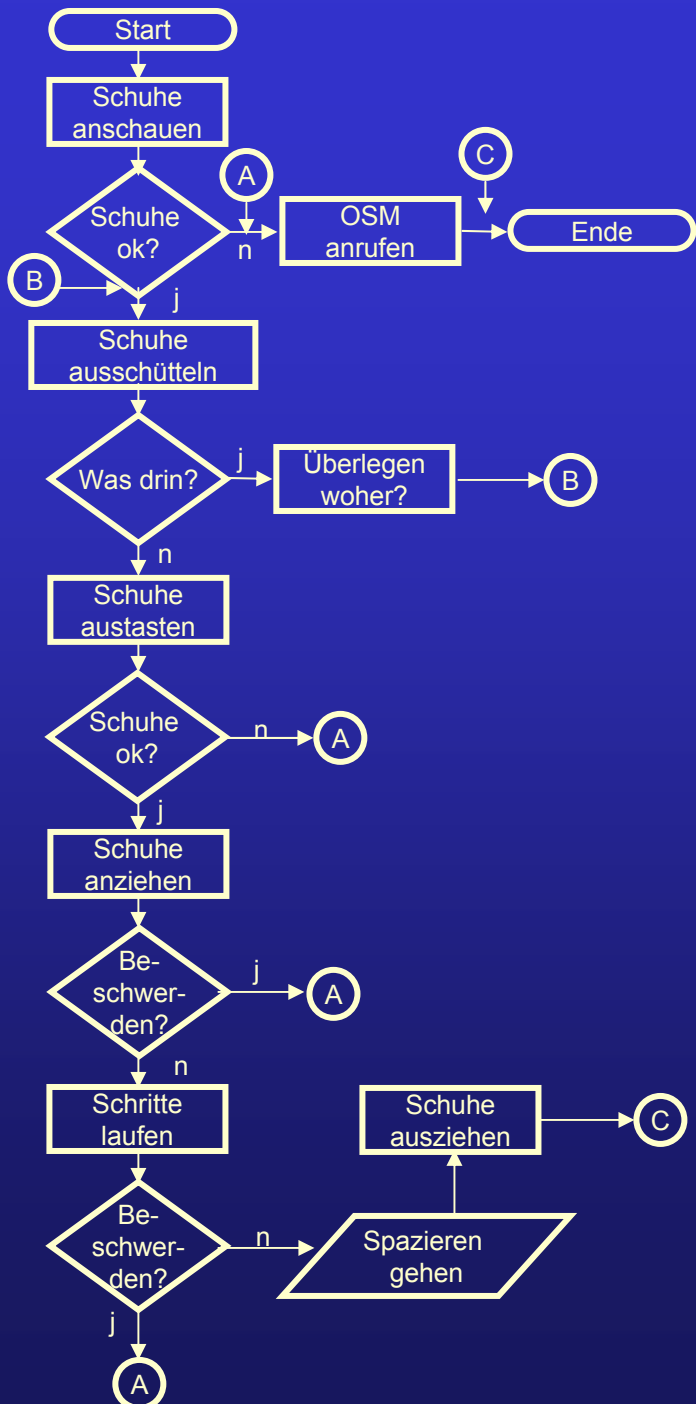 Start
Schuhe
anschauen
A
C
Schuhe
ok?
n
OSM
anrufen
Ende
B
j
Schuhe
ausschütteln
Was drin?
j
Überlegen
woher?
B
n
Schuhe
austasten
Schuhe
ok?
n
A
j
Schuhe
anziehen
Be-
schwer-
den?
j
A
n
Schritte
laufen
Schuhe
ausziehen
C
Be-
schwer-
den?
n
Spazieren
gehen
j
A